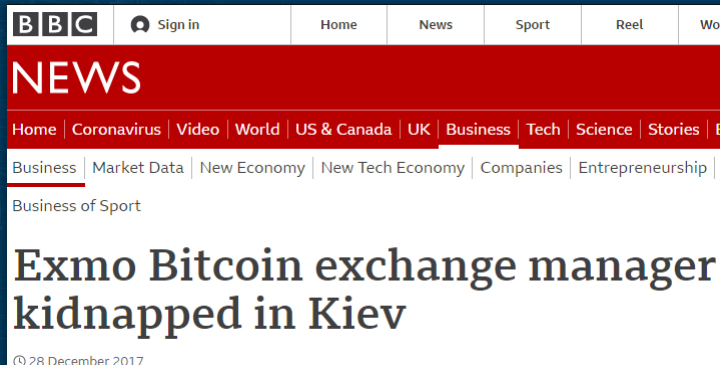 BBC Sign in Home News Sport Reel Wo
NEWS
Home Coronavirus Video World US & Canada UK Business Tech Science Stories
Business Market Data New Economy New Tech Economy Companies Entrepreneurship
Business of Sport
Exmo Bitcoin exchange manager
kidnapped in Kiev
28 December 2017